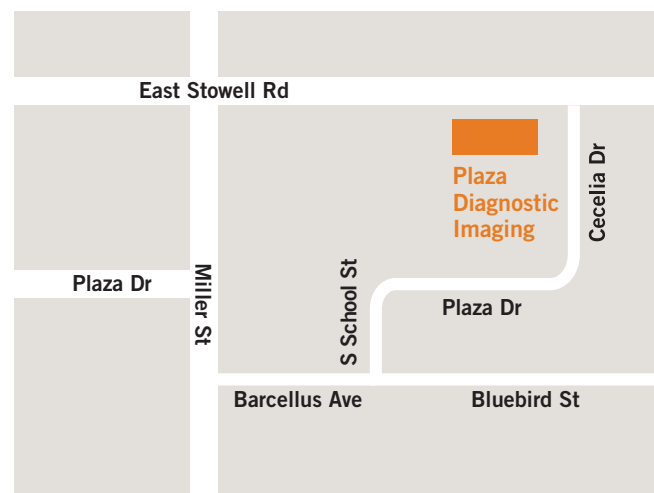 East Stowell Rd
Cecelia Dr
Plaza
Diagnostic
Imaging
Plaza Dr
Miller St
S School St
Plaza Dr
Barcellus Ave
Bluebird St